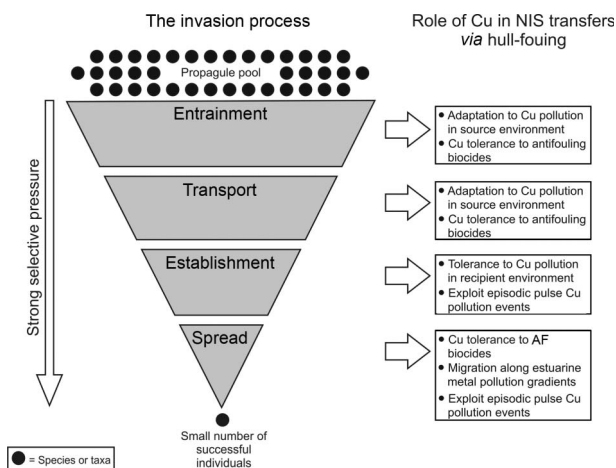 The invasion process
Role of Cu in NIS transfers
via hull-fouing
Propagule pool
Strong selective pressure
Entrainment
Adaptation to Cu pollution
in source environment
Cu tolerance to antifouling
biocides
Transport
Adaptation to Cu pollution
in source environment
Cu tolerance to antifouling
biocides
Establishment
Tolerance to Cu pollution
in recipient environment
Exploit episodic pulse Cu
pollution events
Spread
Cu tolerance to AF
biocides
Migration along estuarine
metal pollution gradients
Exploit episodic pulse Cu
pollution events
Small number of
successful
individuals
= Species or taxa